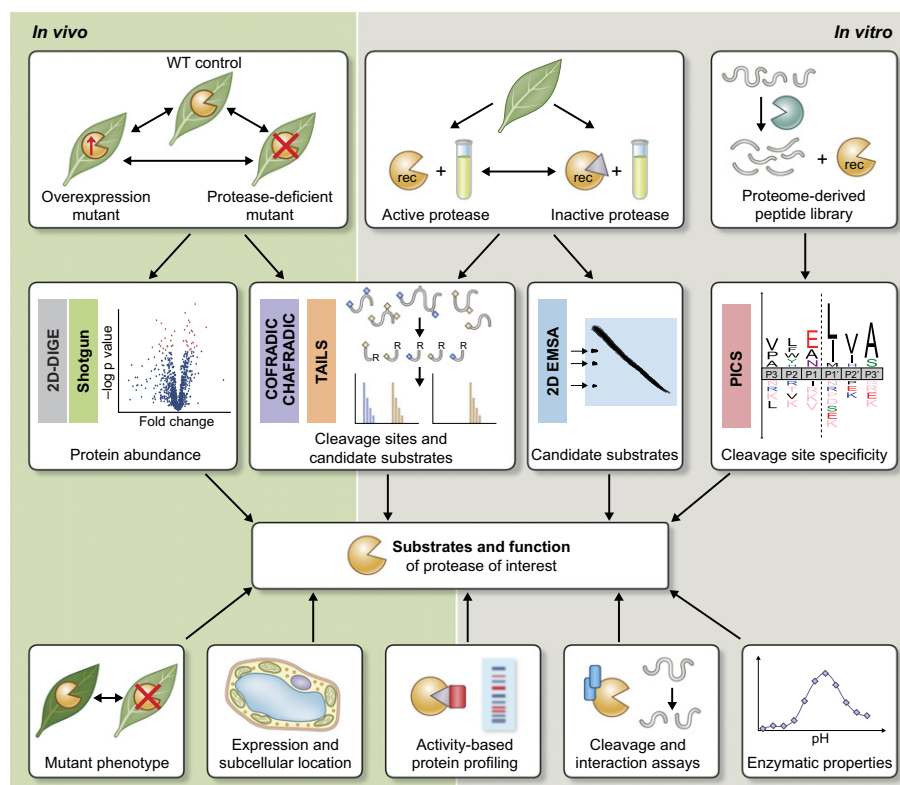 In vivo
In vitro
WT control
Overexpression
mutant
Protease-deficient
mutant
rec
+
rec
+
Active protease
Inactive protease
+
rec
Proteome-derived
peptide library
2D-DIGE
Shotgun
–log p value
Fold change
Protein abundance
COFRADIC
CHAFRADIC
TAILS
R R R R R
Cleavage sites and
candidate substrates
2D EMSA
Candidate substrates
PICS
P3 P2 P1 P1' P2' P3'
Cleavage site specificity
Substrates and function
of protease of interest
Mutant phenotype
Expression and
subcellular location
Activity-based
protein profiling
Cleavage and
interaction assays
pH
Enzymatic properties